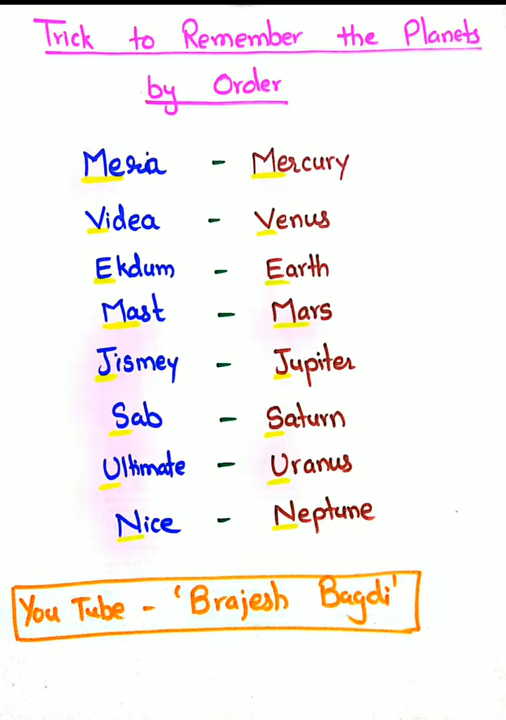 Trick to Remember the Planets
by Order
Meria - Mercury
Videa - Venus
Ekdum - Earth
Mast - Mars
Jismey - Jupiter
Sab - Saturn
Ultimate - Uranus
Nice - Neptune
You Tube - 'Brajesh Bagdi'